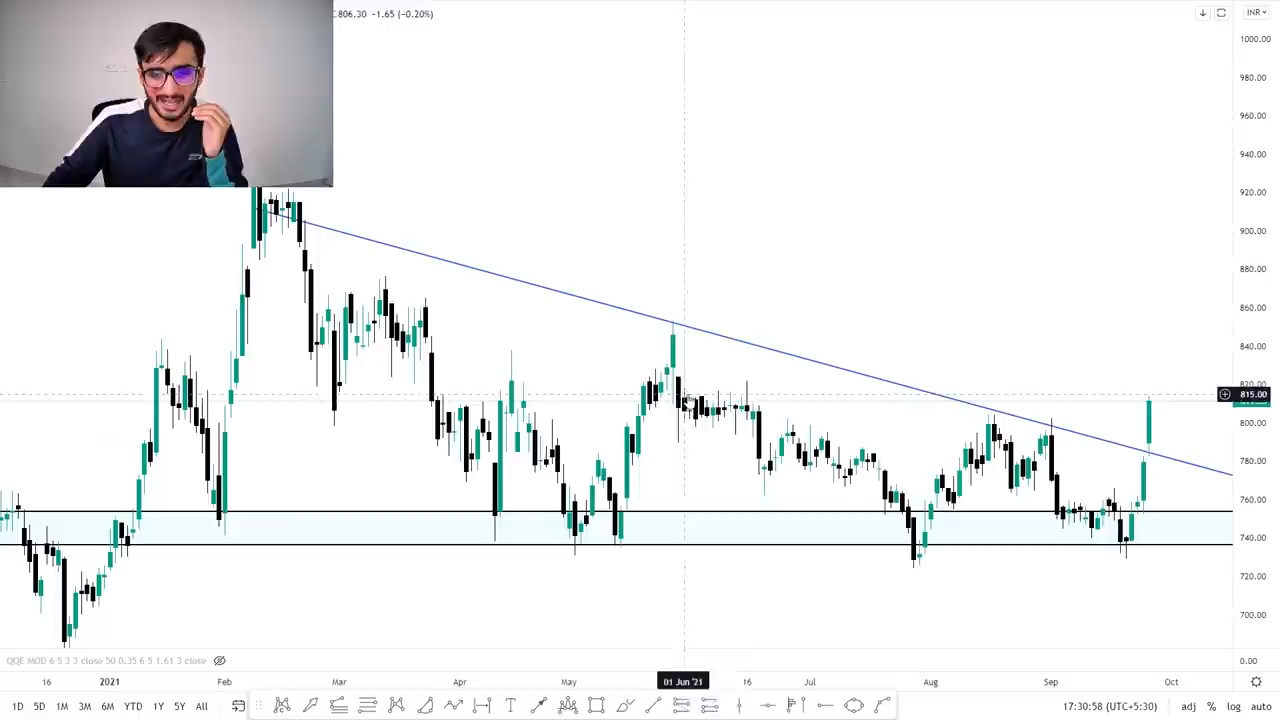 C806.30 -1.65 (-0.20%)
INR
1000.00
980.00
960.00
940.00
920.00
900.00
880.00
860.00
840.00
820.00
815.00
800.00
780.00
760.00
740.00
720.00
700.00
0.00
QQE MOD 6 5 3 3 close 50 0.35 6 5 1.61 3 close
16 2021 Feb Mar Apr May 01 Jun '21 16 Jul Aug Sep Oct
1D 5D 1M 3M 6M YTD 1Y 5Y All
T
17:30:58 (UTC+5:30) adj % log auto